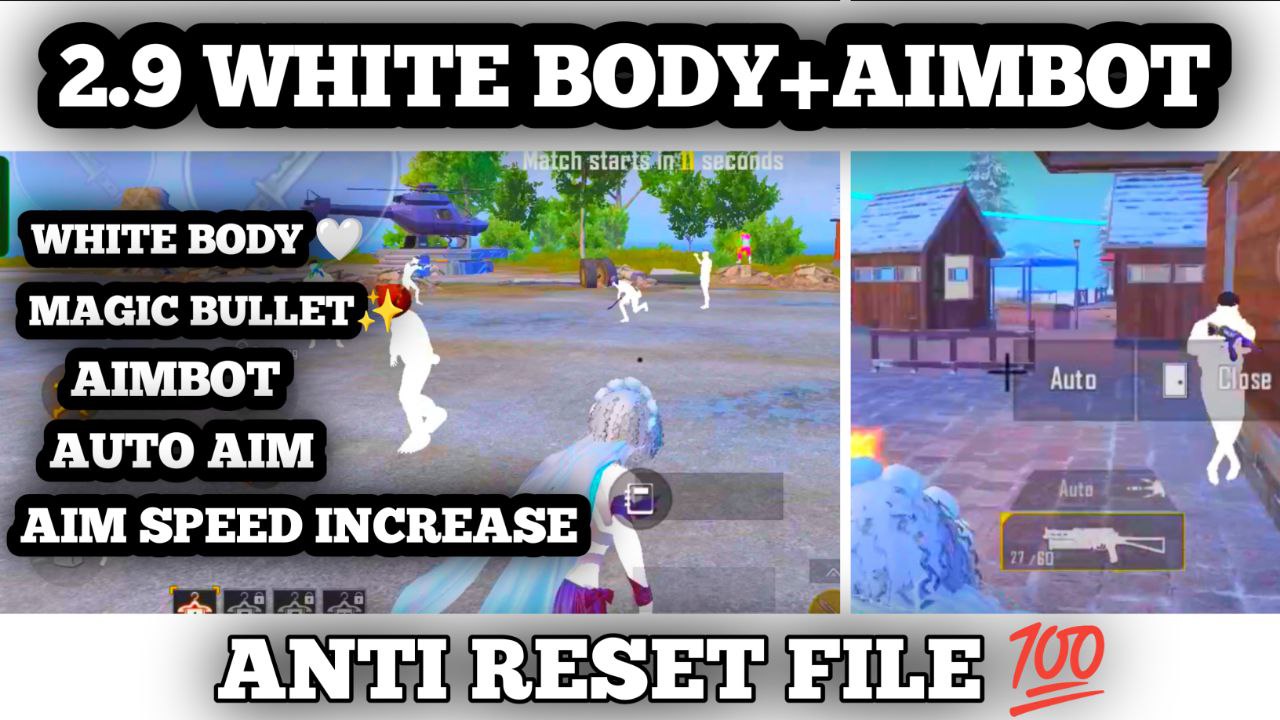 2.9 WHITE BODY+AIMBOT
Match starts in 11 seconds
WHITE BODY 🤍
MAGIC BULLET ✨
AIMBOT
AUTO AIM
AIM SPEED INCREASE
Auto
Close
Auto
27 /60
ANTI RESET FILE 💯